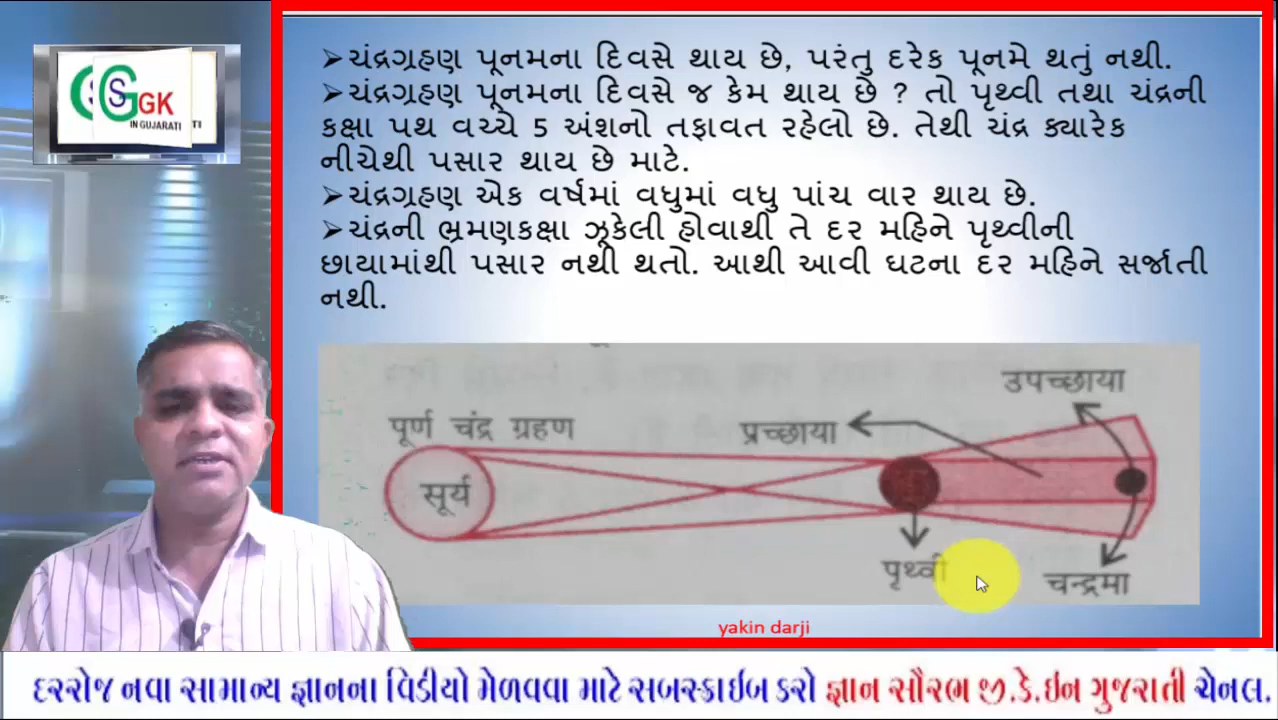 GK
IN GUJARATI
➢ચંદ્રગ્રહણ પૂનમના દિવસે થાય છે, પરંતુ દરેક પૂનમે થતું નથી.
➢ચંદ્રગ્રહણ પૂનમના દિવસે જ કેમ થાય છે ? તો પૃથ્વી તથા ચંદ્રની
કક્ષા પથ વચ્ચે 5 અંશનો તફાવત રહેલો છે. તેથી ચંદ્ર ક્યારેક
નીચેથી પસાર થાય છે માટે.
➢ચંદ્રગ્રહણ એક વર્ષમાં વધુમાં વધુ પાંચ વાર થાય છે.
➢ચંદ્રની ભ્રમણકક્ષા ઝૂકેલી હોવાથી તે દર મહિને પૃથ્વીની
છાયામાંથી પસાર નથી થતો. આથી આવી ઘટના દર મહિને સર્જાતી
નથી.
उपच्छाया
पूर्ण चंद्र ग्रहण
प्रच्छाया
सूर्य
पृथ्वी
चन्द्रमा
yakin darji
દરરોજ નવા સામાન્ય જ્ઞાનના વિડીયો મેળવવા માટે સબસ્ક્રાઇબ કરો જ્ઞાન સૌરભ જી.કે.ઇન ગુજરાતી ચેનલ.